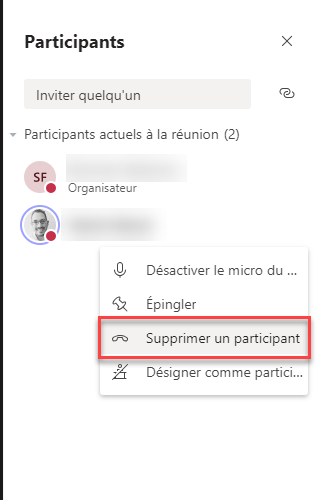 Participants
Inviter quelqu'un
Participants actuels à la réunion (2)
SF
Organisateur
Désactiver le micro du ...
Épingler
Supprimer un participant
Désigner comme partici...